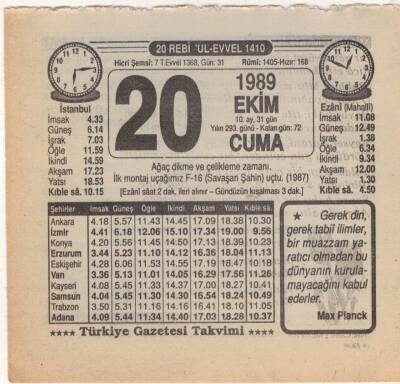 20 REBİ 'UL-EVVEL 1410
Hicri Şemsi: 7 T.Evvel 1368, Gün: 31
Rûmî: 1405-Hızır: 168
İstanbul
İmsak 4.33
Güneş 6.14
İşrak 7.03
Öğle 11.59
İkindi 14.59
Akşam 17.23
Yatsı 18.53
Kıble sâ. 10.15
20
1989
EKİM
10. ay, 31 gün
Yılın 293. günü - Kalan gün: 72
CUMA
Ezânî (Mahallî)
İmsak 11.08
Güneş 12.49
İşrak 1.38
Öğle 6.34
İkindi 9.34
Akşam 12.00
Yatsı 1.30
Kıble sâ. 4.50
Ağaç dikme ve çelikleme zamanı.
İlk montaj uçağımız F-16 (Savaşan Şahin) uçtu. (1987)
[Ezânî sâat 2 dak. ileri alınır – Gündüzün kısalması 3 dak.]
Şehirler İmsak Güneş Öğle İkindi Akşam Yatsı Kıble sâ.
Ankara 4.18 5.57 11.43 14.45 17.09 18.38 10.30
İzmir 4.41 6.18 12.06 15.10 17.34 19.00 9.56
Konya 4.20 5.56 11.45 14.50 17.13 18.39 10.23
Erzurum 3.44 5.23 11.10 14.12 16.36 18.04 11.13
Eskişehir 4.28 6.06 11.53 14.55 17.19 18.47 10.18
Van 3.36 5.13 11.01 14.05 16.29 17.56 11.26
Kayseri 4.08 5.45 11.33 14.37 17.00 18.27 10.41
Samsun 4.04 5.45 11.30 14.30 16.54 18.24 10.49
Trabzon 3.50 5.31 11.16 14.16 16.41 18.10 11.05
Adana 4.09 5.44 11.34 14.40 17.03 18.28 10.37
★ Gerek din,
gerek tabiî ilimler,
bir muazzam ya-
ratıcı olmadan bu
dünyanın kurula-
mayacağını kabul
ederler.
Max Planck
★★★★ Türkiye Gazetesi Takvimi ★★★★